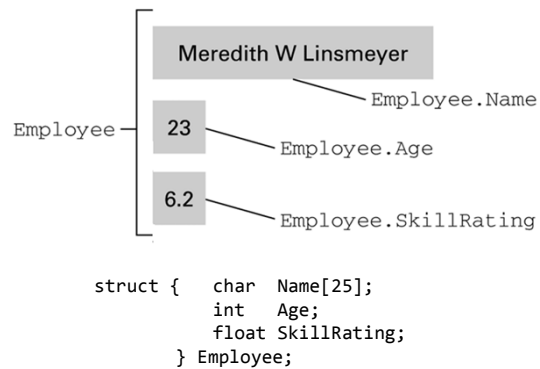 Meredith W Linsmeyer
Employee.Name
Employee
23
Employee.Age
6.2
Employee.SkillRating
struct {   char  Name[25];
int   Age;
float SkillRating;
} Employee;